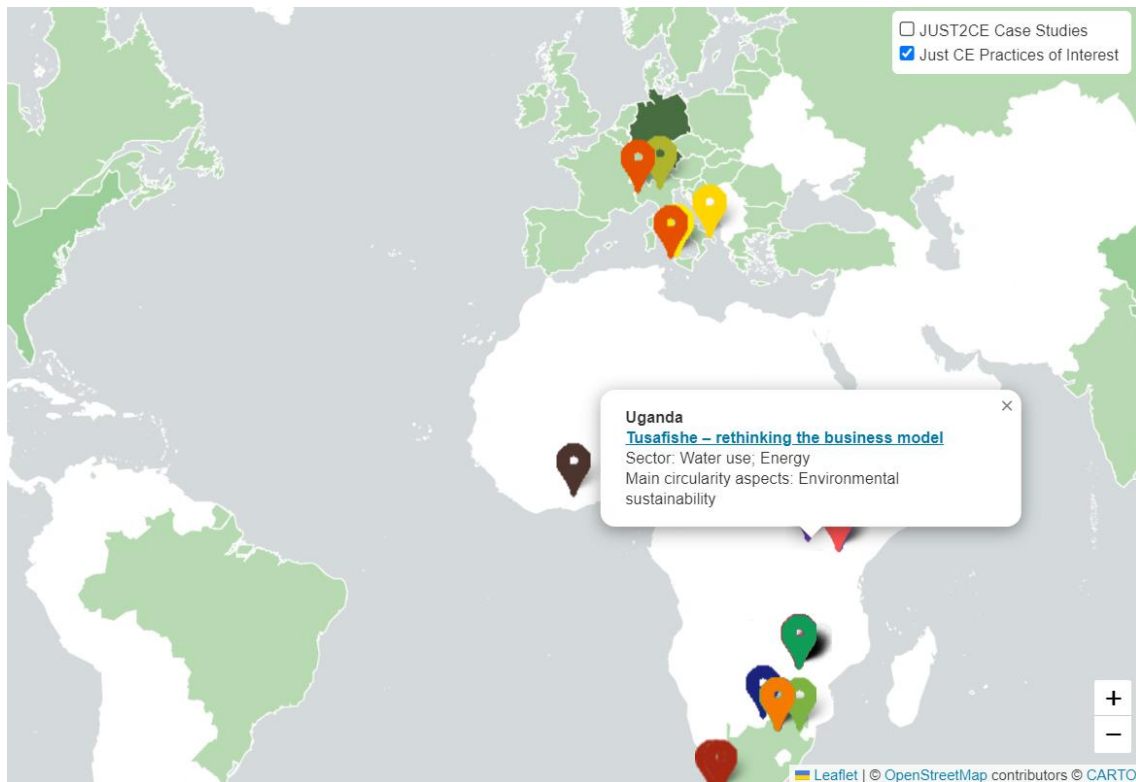 JUST2CE Case Studies
Just CE Practices of Interest
×
Uganda
Tusafishe – rethinking the business model
Sector: Water use; Energy
Main circularity aspects: Environmental
sustainability
+
−
Leaflet | © OpenStreetMap contributors © CARTO